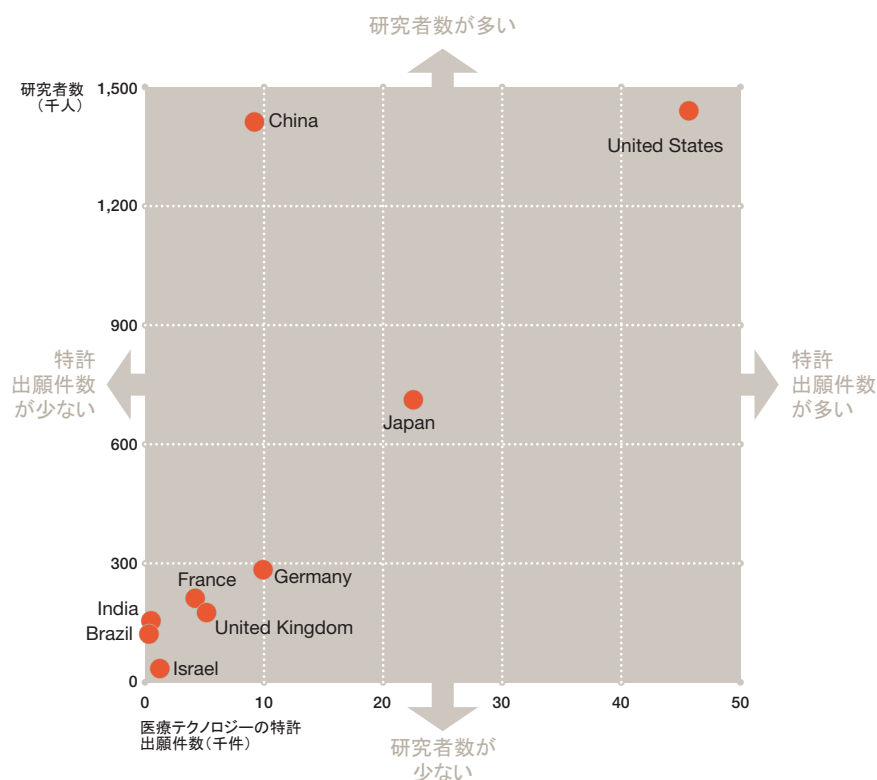 研究者数が多い
研究者数
(千人)
1,500
China
United States
1,200
900
特許
出願件数
が少ない
特許
出願件数
が多い
Japan
600
300
France
Germany
India
United Kingdom
Brazil
Israel
0
0
10
20
30
40
50
医療テクノロジーの特許
出願件数(千件)
研究者数が
少ない